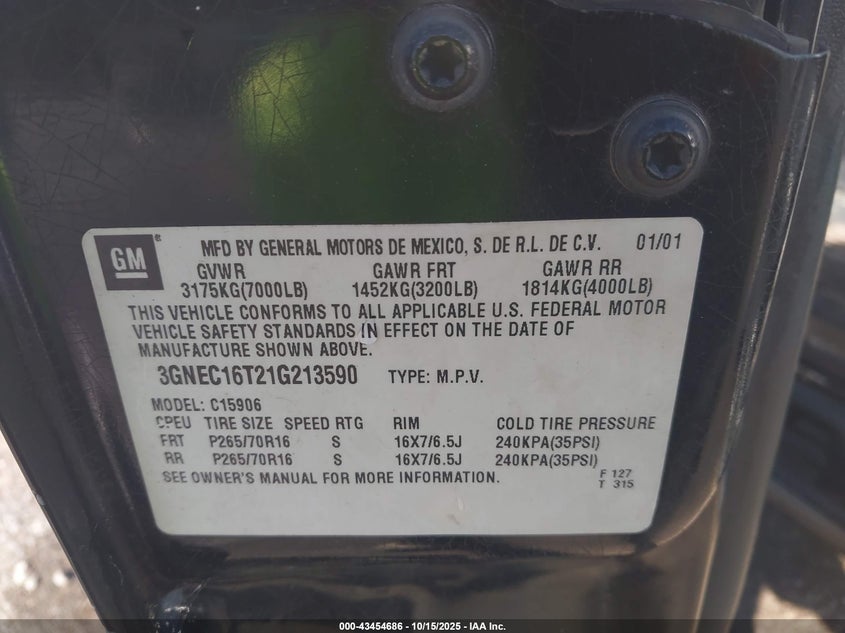 GM
MFD BY GENERAL MOTORS DE MEXICO, S. DE R.L. DE C.V. 01/01
GVWR GAWR FRT GAWR RR
3175KG(7000LB) 1452KG(3200LB) 1814KG(4000LB)
THIS VEHICLE CONFORMS TO ALL APPLICABLE U.S. FEDERAL MOTOR
VEHICLE SAFETY STANDARDS IN EFFECT ON THE DATE OF
MANUFACTURE SHOWN ABOVE.
3GNEC16T21G213590 TYPE: M.P.V.
MODEL: C15906
CPEU TIRE SIZE SPEED RTG RIM COLD TIRE PRESSURE
FRT P265/70R16 S 16X7/6.5J 240KPA(35PSI)
RR P265/70R16 S 16X7/6.5J 240KPA(35PSI)
SEE OWNER'S MANUAL FOR MORE INFORMATION.
F 127
T 315
000-43454686 - 10/15/2025 - IAA Inc.